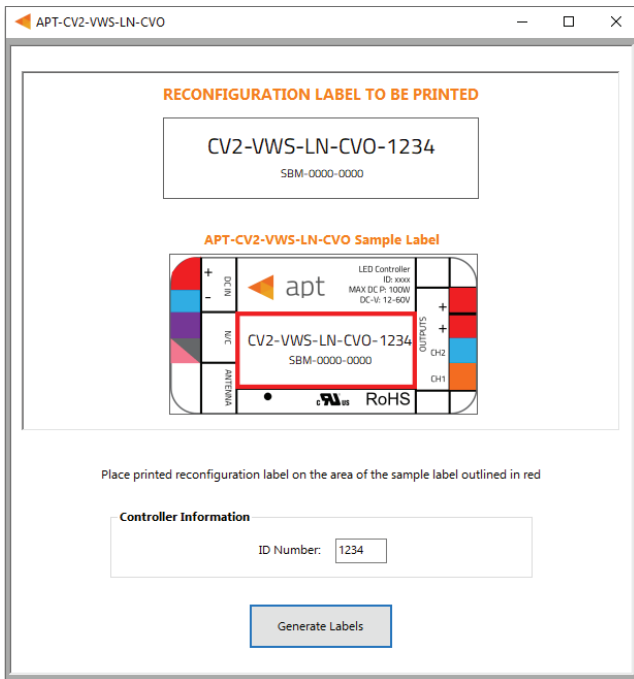 APT-CV2-VWS-LN-CVO
RECONFIGURATION LABEL TO BE PRINTED
CV2-VWS-LN-CVO-1234
SBM-0000-0000
APT-CV2-VWS-LN-CVO Sample Label
+
-
DC IN
N/C
ANTENNA
apt
LED Controller
ID: xxxx
MAX DC P: 100W
DC-V: 12-60V
CV2-VWS-LN-CVO-1234
SBM-0000-0000
c RU us
RoHS
OUTPUTS
+
+
CH2
CH1
Place printed reconfiguration label on the area of the sample label outlined in red
Controller Information
ID Number: 1234
Generate Labels